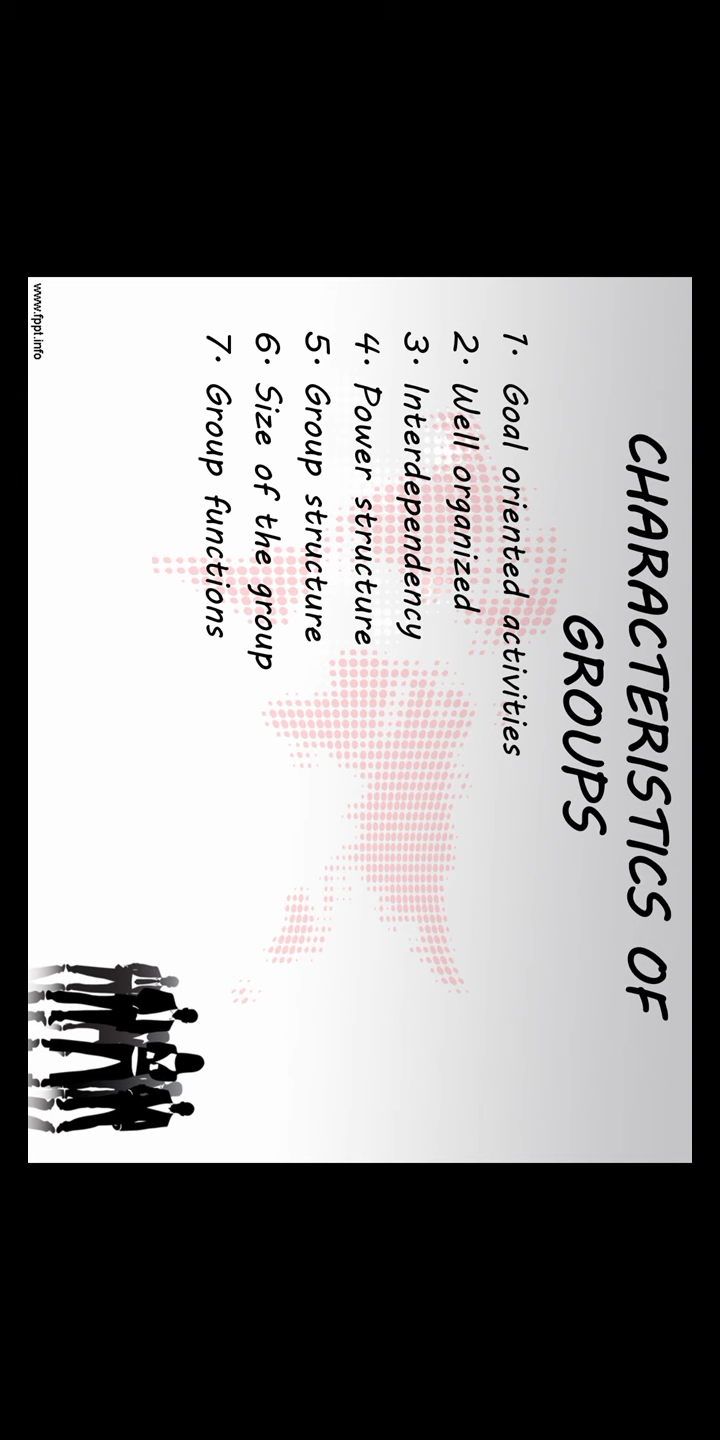 CHARACTERISTICS OF
GROUPS
1. Goal oriented activities
2. Well organized
3. Interdependency
4. Power structure
5. Group structure
6. Size of the group
7. Group functions
www.fppt.info